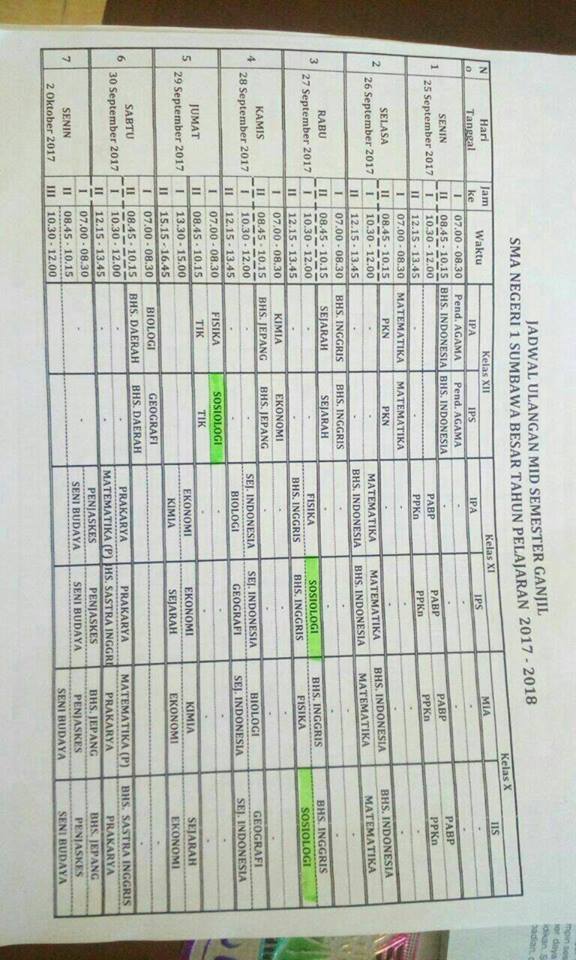 JADWAL ULANGAN MID SEMESTER GANJIL
SMA NEGERI 1 SUMBAWA BESAR TAHUN PELAJARAN 2017 - 2018
No Hari Tanggal Jam ke Waktu Kelas XII Kelas XI Kelas X
IPA IPS IPA IPS MIA IIS
1 SENIN I 07.00 - 08.30 Pend. AGAMA Pend. AGAMA - - - -
25 September 2017 II 08.45 - 10.15 BHS. INDONESIA BHS. INDONESIA - - PABP PABP
I 10.30 - 12.00 - - PABP PABP PPKn PPKn
II 12.15 - 13.45 - - PPKn PPKn - -
2 SELASA I 07.00 - 08.30 MATEMATIKA MATEMATIKA - - - -
26 September 2017 II 08.45 - 10.15 PKN PKN - - BHS. INDONESIA BHS. INDONESIA
I 10.30 - 12.00 - - MATEMATIKA MATEMATIKA MATEMATIKA MATEMATIKA
II 12.15 - 13.45 - - BHS. INDONESIA BHS. INDONESIA - -
3 RABU I 07.00 - 08.30 BHS. INGGRIS BHS. INGGRIS - - - -
27 September 2017 II 08.45 - 10.15 SEJARAH SEJARAH - - BHS. INGGRIS BHS. INGGRIS
I 10.30 - 12.00 - - FISIKA SOSIOLOGI FISIKA SOSIOLOGI
II 12.15 - 13.45 - - BHS. INGGRIS BHS. INGGRIS - -
4 KAMIS I 07.00 - 08.30 KIMIA EKONOMI - - - -
28 September 2017 II 08.45 - 10.15 BHS. JEPANG BHS. JEPANG - - BIOLOGI GEOGRAFI
I 10.30 - 12.00 - - SEJ. INDONESIA SEJ. INDONESIA SEJ. INDONESIA SEJ. INDONESIA
II 12.15 - 13.45 - - BIOLOGI GEOGRAFI - -
5 JUMAT I 07.00 - 08.30 FISIKA SOSIOLOGI - - - -
29 September 2017 II 08.45 - 10.15 TIK TIK - - KIMIA SEJARAH
I 13.30 - 15.00 - - EKONOMI EKONOMI EKONOMI EKONOMI
II 15.15 - 16.45 - - KIMIA SEJARAH - -
6 SABTU I 07.00 - 08.30 BIOLOGI GEOGRAFI - - - -
30 September 2017 II 08.45 - 10.15 BHS. DAERAH BHS. DAERAH PRAKARYA PRAKARYA MATEMATIKA (P) BHS. SASTRA INGGRIS
I 10.30 - 12.00 - - MATEMATIKA (P) HS. SASTRA INGGRI PRAKARYA PRAKARYA
II 12.15 - 13.45 PENJASKES PENJASKES BHS. JEPANG BHS. JEPANG
7 SENIN I 07.00 - 08.30 - - SENI BUDAYA SENI BUDAYA PENJASKES PENJASKES
2 Oktober 2017 II 08.45 - 10.15 SENI BUDAYA SENI BUDAYA
III 10.30 - 12.00